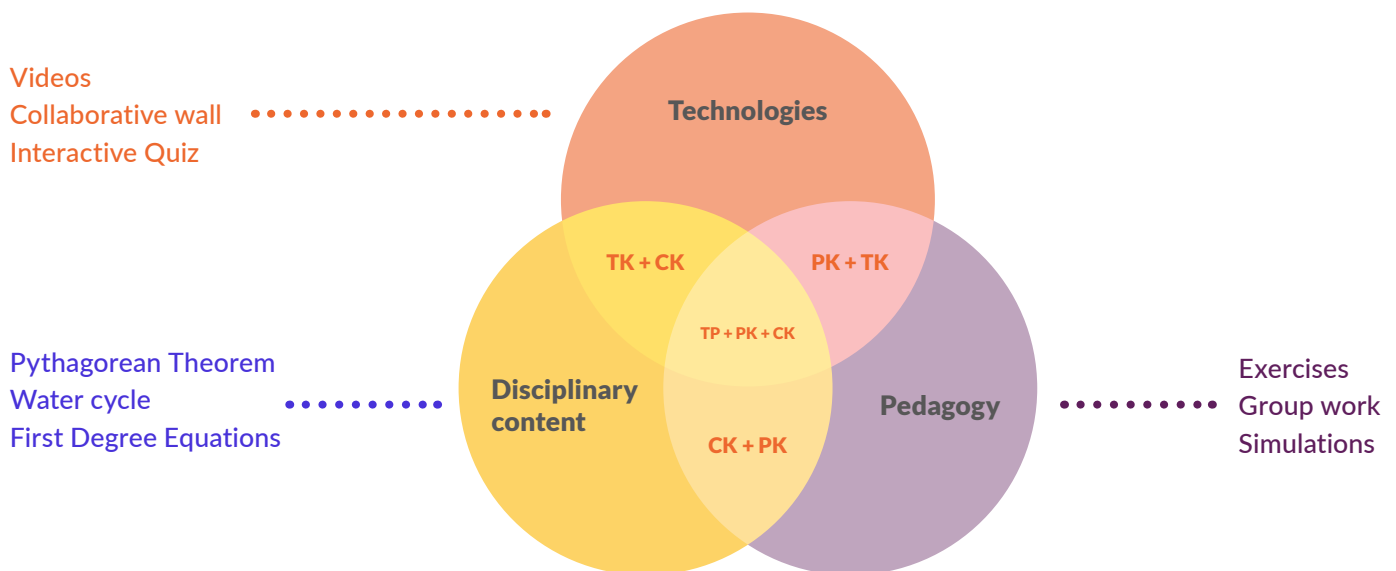 Videos
Collaborative wall
Interactive Quiz
Technologies
TK + CK
PK + TK
TP + PK + CK
Pythagorean Theorem
Water cycle
First Degree Equations
Disciplinary
content
Pedagogy
CK + PK
Exercises
Group work
Simulations